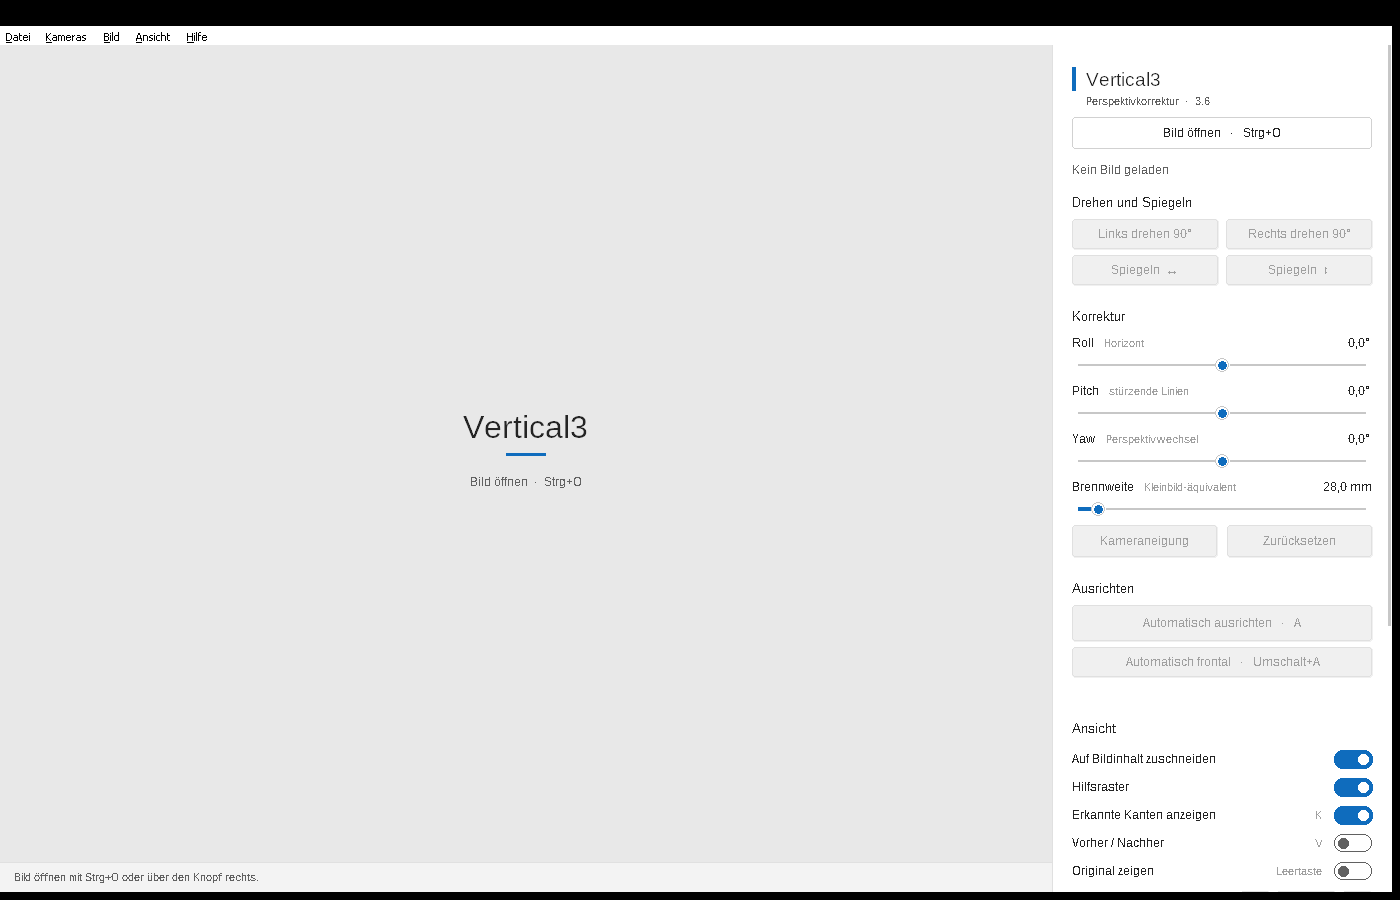 Datei Kameras Bild Ansicht Hilfe
Vertical3
Perspektivkorrektur · 3.6
Bild öffnen · Strg+O
Kein Bild geladen
Drehen und Spiegeln
Links drehen 90° Rechts drehen 90°
Spiegeln ↔ Spiegeln ↕
Korrektur
Roll Horizont 0,0°
Pitch stürzende Linien 0,0°
Yaw Perspektivwechsel 0,0°
Brennweite Kleinbild-äquivalent 28,0 mm
Kameraneigung Zurücksetzen
Ausrichten
Automatisch ausrichten · A
Automatisch frontal · Umschalt+A
Ansicht
Auf Bildinhalt zuschneiden
Hilfsraster
Erkannte Kanten anzeigen K
Vorher / Nachher V
Original zeigen Leertaste
Vertical3
Bild öffnen · Strg+O
Bild öffnen mit Strg+O oder über den Knopf rechts.